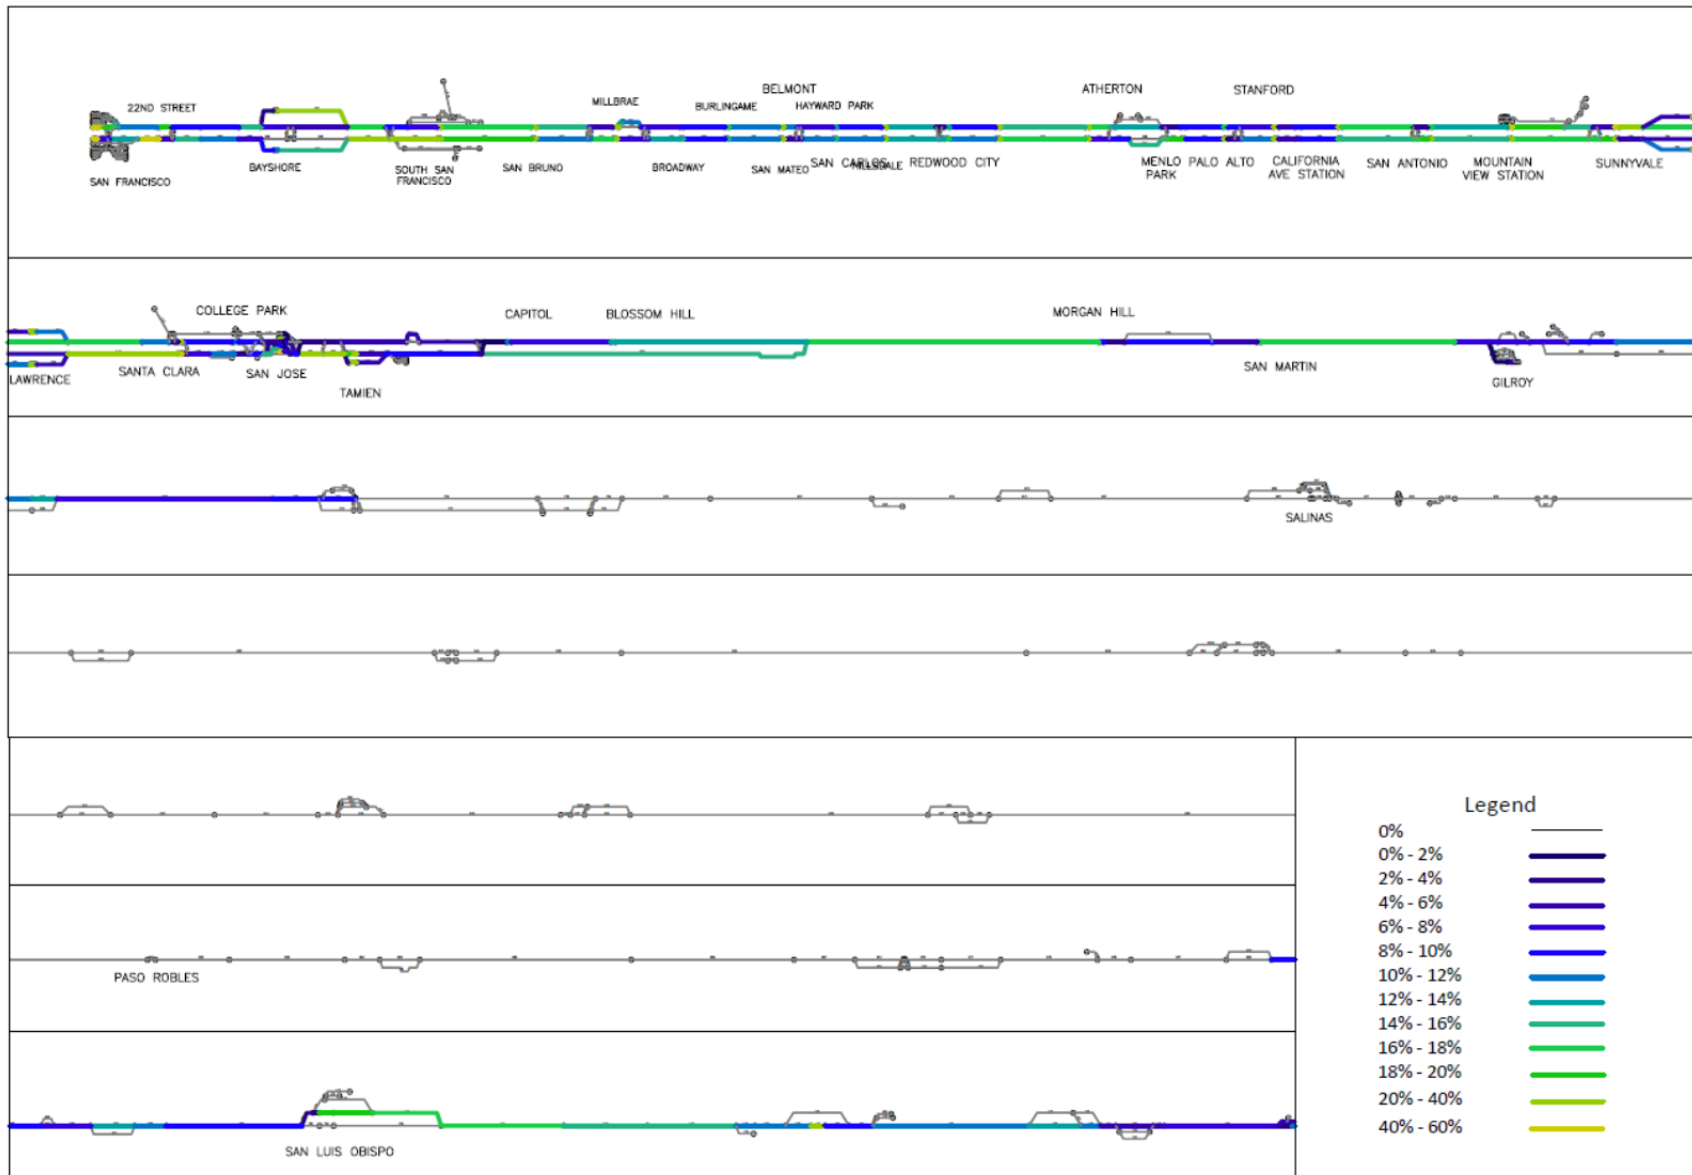 BELMONT
ATHERTON
STANFORD
22ND STREET
MILLBRAE
BURLINGAME
HAYWARD PARK
SAN FRANCISCO
BAYSHORE
SOUTH SAN
FRANCISCO
SAN BRUNO
BROADWAY
SAN MATEO
SAN CARLOS
HILLSDALE
REDWOOD CITY
MENLO
PARK
PALO ALTO
CALIFORNIA
AVE STATION
SAN ANTONIO
MOUNTAIN
VIEW STATION
SUNNYVALE
COLLEGE PARK
CAPITOL
BLOSSOM HILL
MORGAN HILL
LAWRENCE
SANTA CLARA
SAN JOSE
TAMIEN
SAN MARTIN
GILROY
SALINAS
PASO ROBLES
SAN LUIS OBISPO
Legend
0%
0% - 2%
2% - 4%
4% - 6%
6% - 8%
8% - 10%
10% - 12%
12% - 14%
14% - 16%
16% - 18%
18% - 20%
20% - 40%
40% - 60%